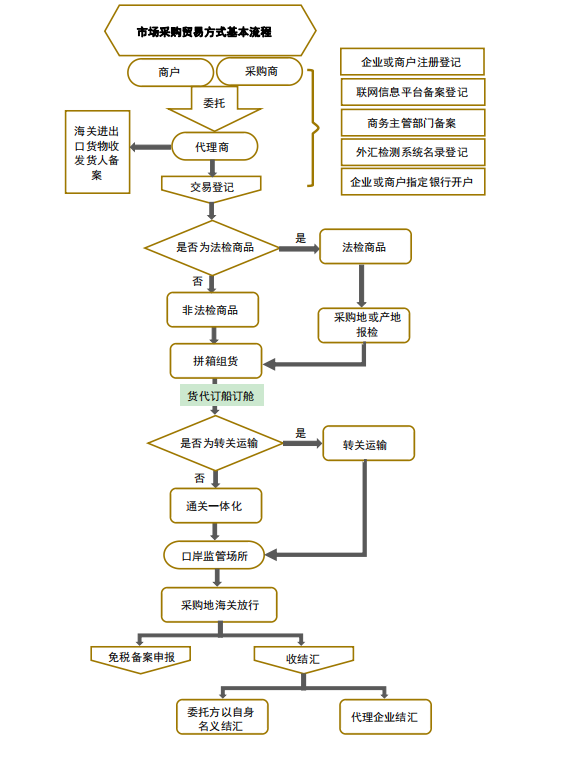 市场采购贸易方式基本流程
商户
采购商
委托
代理商
海关进出
口货物收
发货人备
案
交易登记
企业或商户注册登记
联网信息平台备案登记
商务主管部门备案
外汇检测系统名录登记
企业或商户指定银行开户
是否为法检商品
是
法检商品
否
非法检商品
采购地或产地
报检
拼箱组货
货代订船订舱
是否为转关运输
是
转关运输
否
通关一体化
口岸监管场所
采购地海关放行
免税备案申报
收结汇
委托方以自身
名义结汇
代理企业结汇